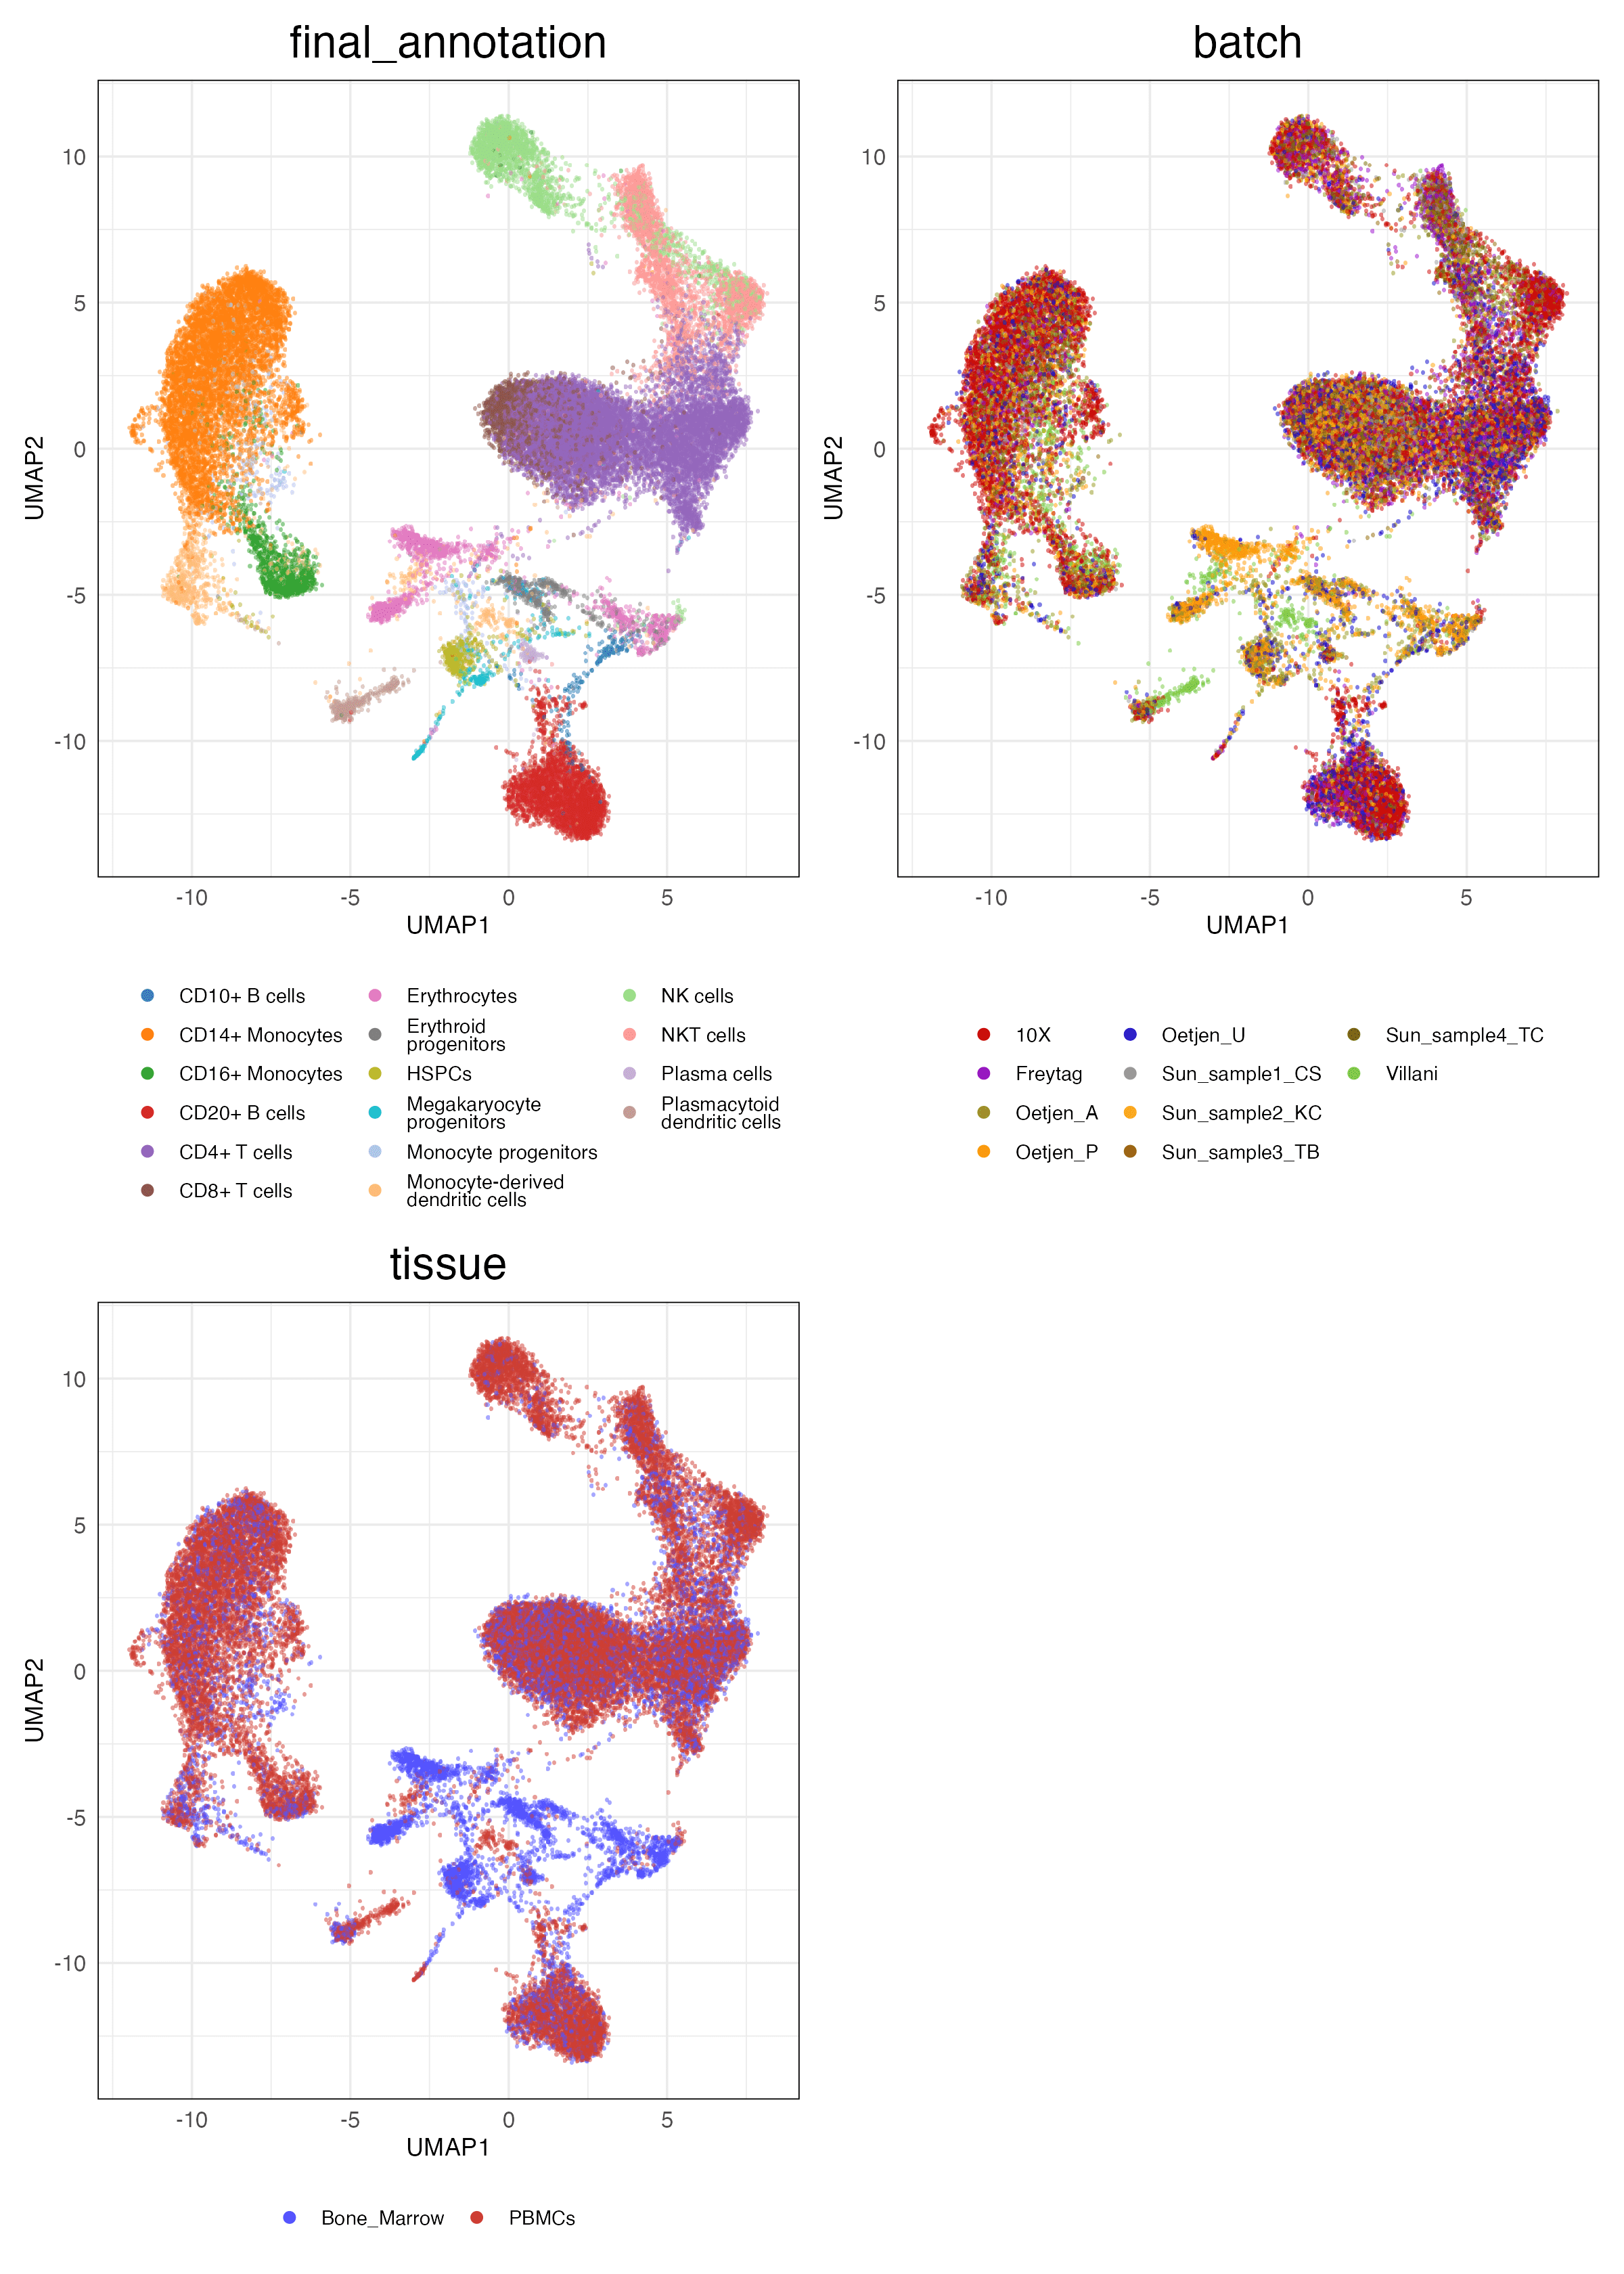 final_annotation
batch
10
5
0
-5
-10
UMAP2
-10
-5
0
5
UMAP1
10
5
0
-5
-10
UMAP2
-10
-5
0
5
UMAP1
CD10+ B cells
CD14+ Monocytes
CD16+ Monocytes
CD20+ B cells
CD4+ T cells
CD8+ T cells
Erythrocytes
Erythroid
progenitors
HSPCs
Megakaryocyte
progenitors
Monocyte progenitors
Monocyte-derived
dendritic cells
NK cells
NKT cells
Plasma cells
Plasmacytoid
dendritic cells
10X
Freytag
Oetjen_A
Oetjen_P
Oetjen_U
Sun_sample1_CS
Sun_sample2_KC
Sun_sample3_TB
Sun_sample4_TC
Villani
tissue
10
5
0
-5
-10
UMAP2
-10
-5
0
5
UMAP1
Bone_Marrow
PBMCs